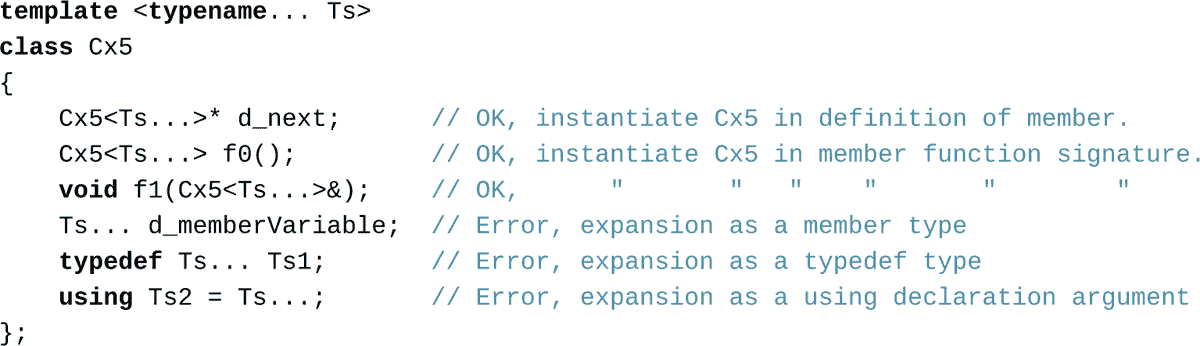 template <typename... Ts>
class Cx5
{
    Cx5<Ts...>* d_next;      // OK, instantiate Cx5 in definition of member.
    Cx5<Ts...> f0();         // OK, instantiate Cx5 in member function signature.
    void f1(Cx5<Ts...>&);    // OK,      "       "   "    "       "        "
    Ts... d_memberVariable;  // Error, expansion as a member type
    typedef Ts... Ts1;       // Error, expansion as a typedef type
    using Ts2 = Ts...;       // Error, expansion as a using declaration argument
};